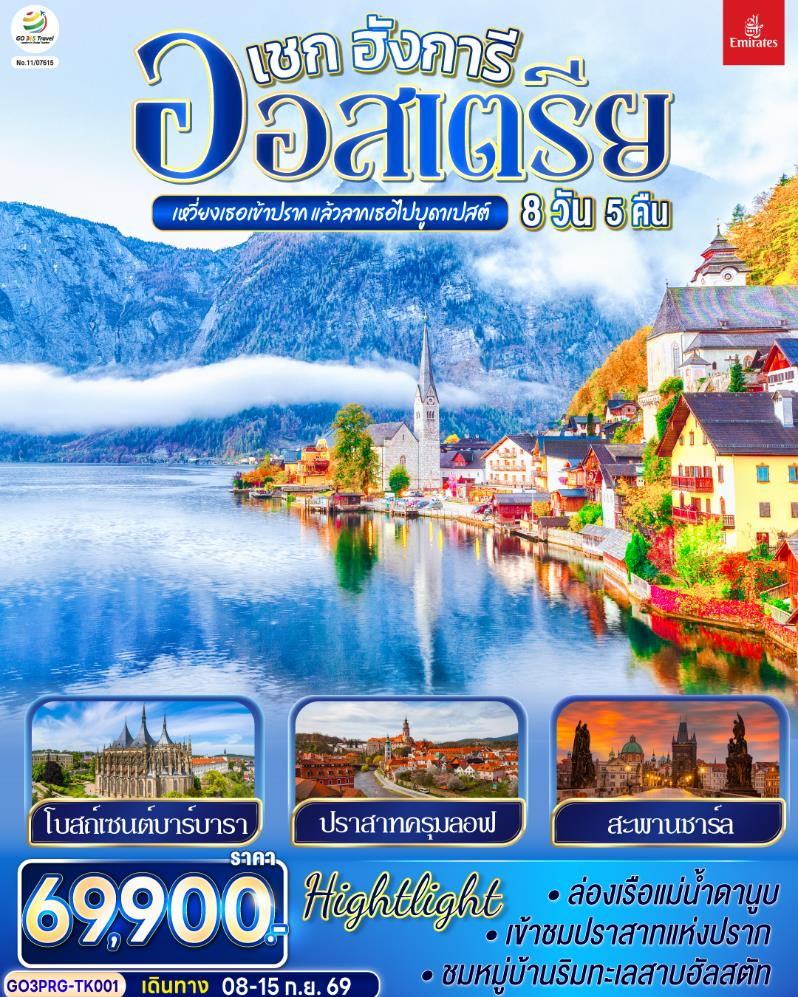 GO 365 Travel
No.11/07615
Emirates
เชก ฮังการี
ออสเตรีย
เหวี่ยงเธอเข้าปราก แล้วลากเธอไปบูดาเปสต์
8 วัน 5 คืน
โบสถ์เซนต์บาร์บารา
ปราสาทครุมลอฟ
สะพานชาร์ล
ราคา
69,900.-
Hightlight
• ล่องเรือแม่น้ำดานูบ
• เข้าชมปราสาทแห่งปราก
• ชมหมู่บ้านริมทะเลสาบฮัลสตัท
GO3PRG-TK001 เดินทาง 08-15 ก.ย. 69